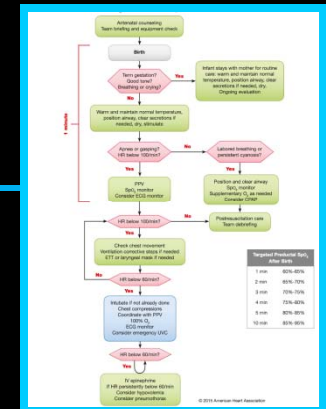 Antenatal counseling
Team briefing and equipment check
Birth
Term gestation?
Good tone?
Breathing or crying?
Yes
Infant stays with mother for routine
care: warm and maintain normal
temperature, position airway, clear
secretions if needed, dry.
Ongoing evaluation
No
1 minute
Warm and maintain normal temperature,
position airway, clear secretions if
needed, dry, stimulate
Apnea or gasping?
HR below 100/min?
No
Labored breathing or
persistent cyanosis?
Yes
Yes
No
PPV
SpO₂ monitor
Consider ECG monitor
Position and clear airway
SpO₂ monitor
Supplementary O₂ as needed
Consider CPAP
HR below 100/min?
No
Postresuscitation care
Team debriefing
Yes
Check chest movement
Ventilation corrective steps if needed
ETT or laryngeal mask if needed
No
HR below 60/min?
Yes
Intubate if not already done
Chest compressions
Coordinate with PPV
100% O₂
ECG monitor
Consider emergency UVC
HR below 60/min?
Yes
IV epinephrine
If HR persistently below 60/min
Consider hypovolemia
Consider pneumothorax
Targeted Preductal SpO₂
After Birth
1 min 60%-65%
2 min 65%-70%
3 min 70%-75%
4 min 75%-80%
5 min 80%-85%
10 min 85%-95%
© 2015 American Heart Association